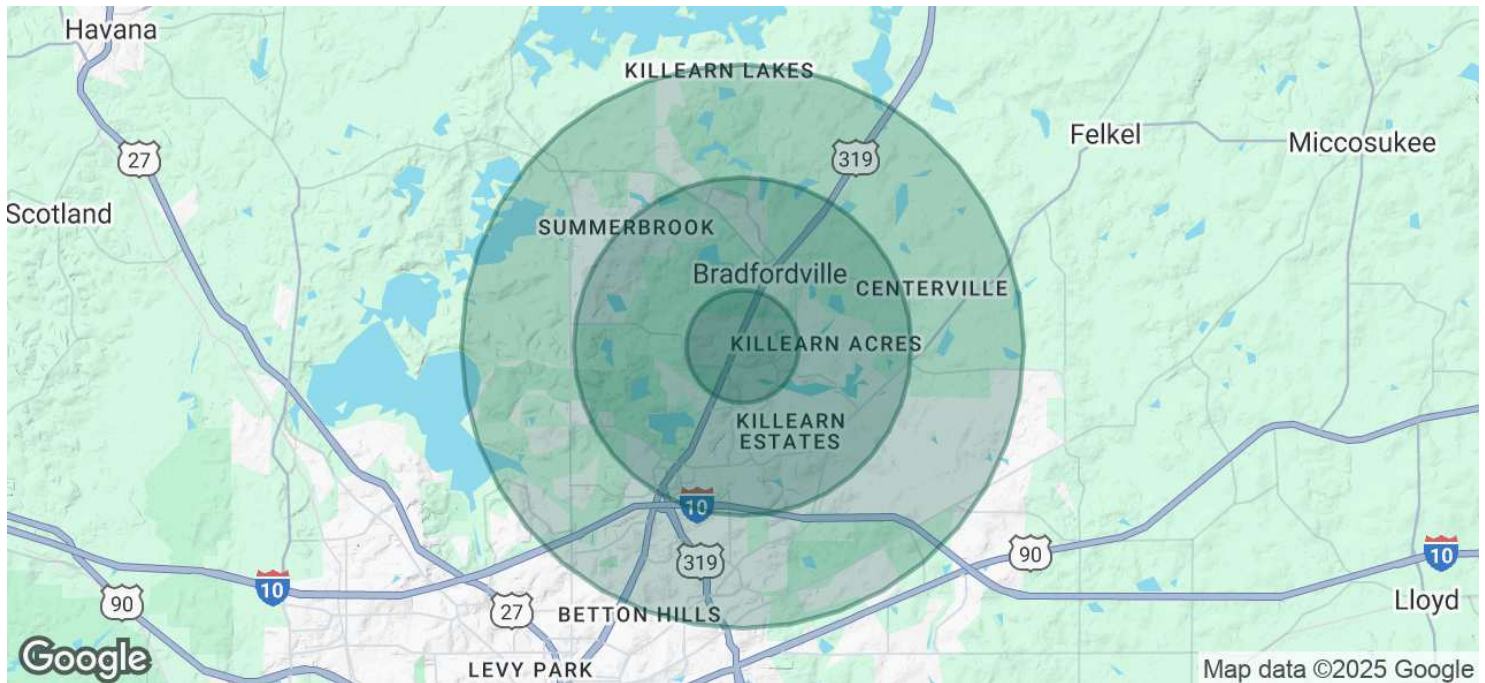 Havana
KILLEARN LAKES
Felkel
Miccosukee
27
319
Scotland
SUMMERBROOK
Bradfordville
CENTERVILLE
KILLEARN ACRES
KILLEARN
ESTATES
10
319
90
10
10
90
27
BETTON HILLS
Lloyd
LEVY PARK
Google
Map data ©2025 Google